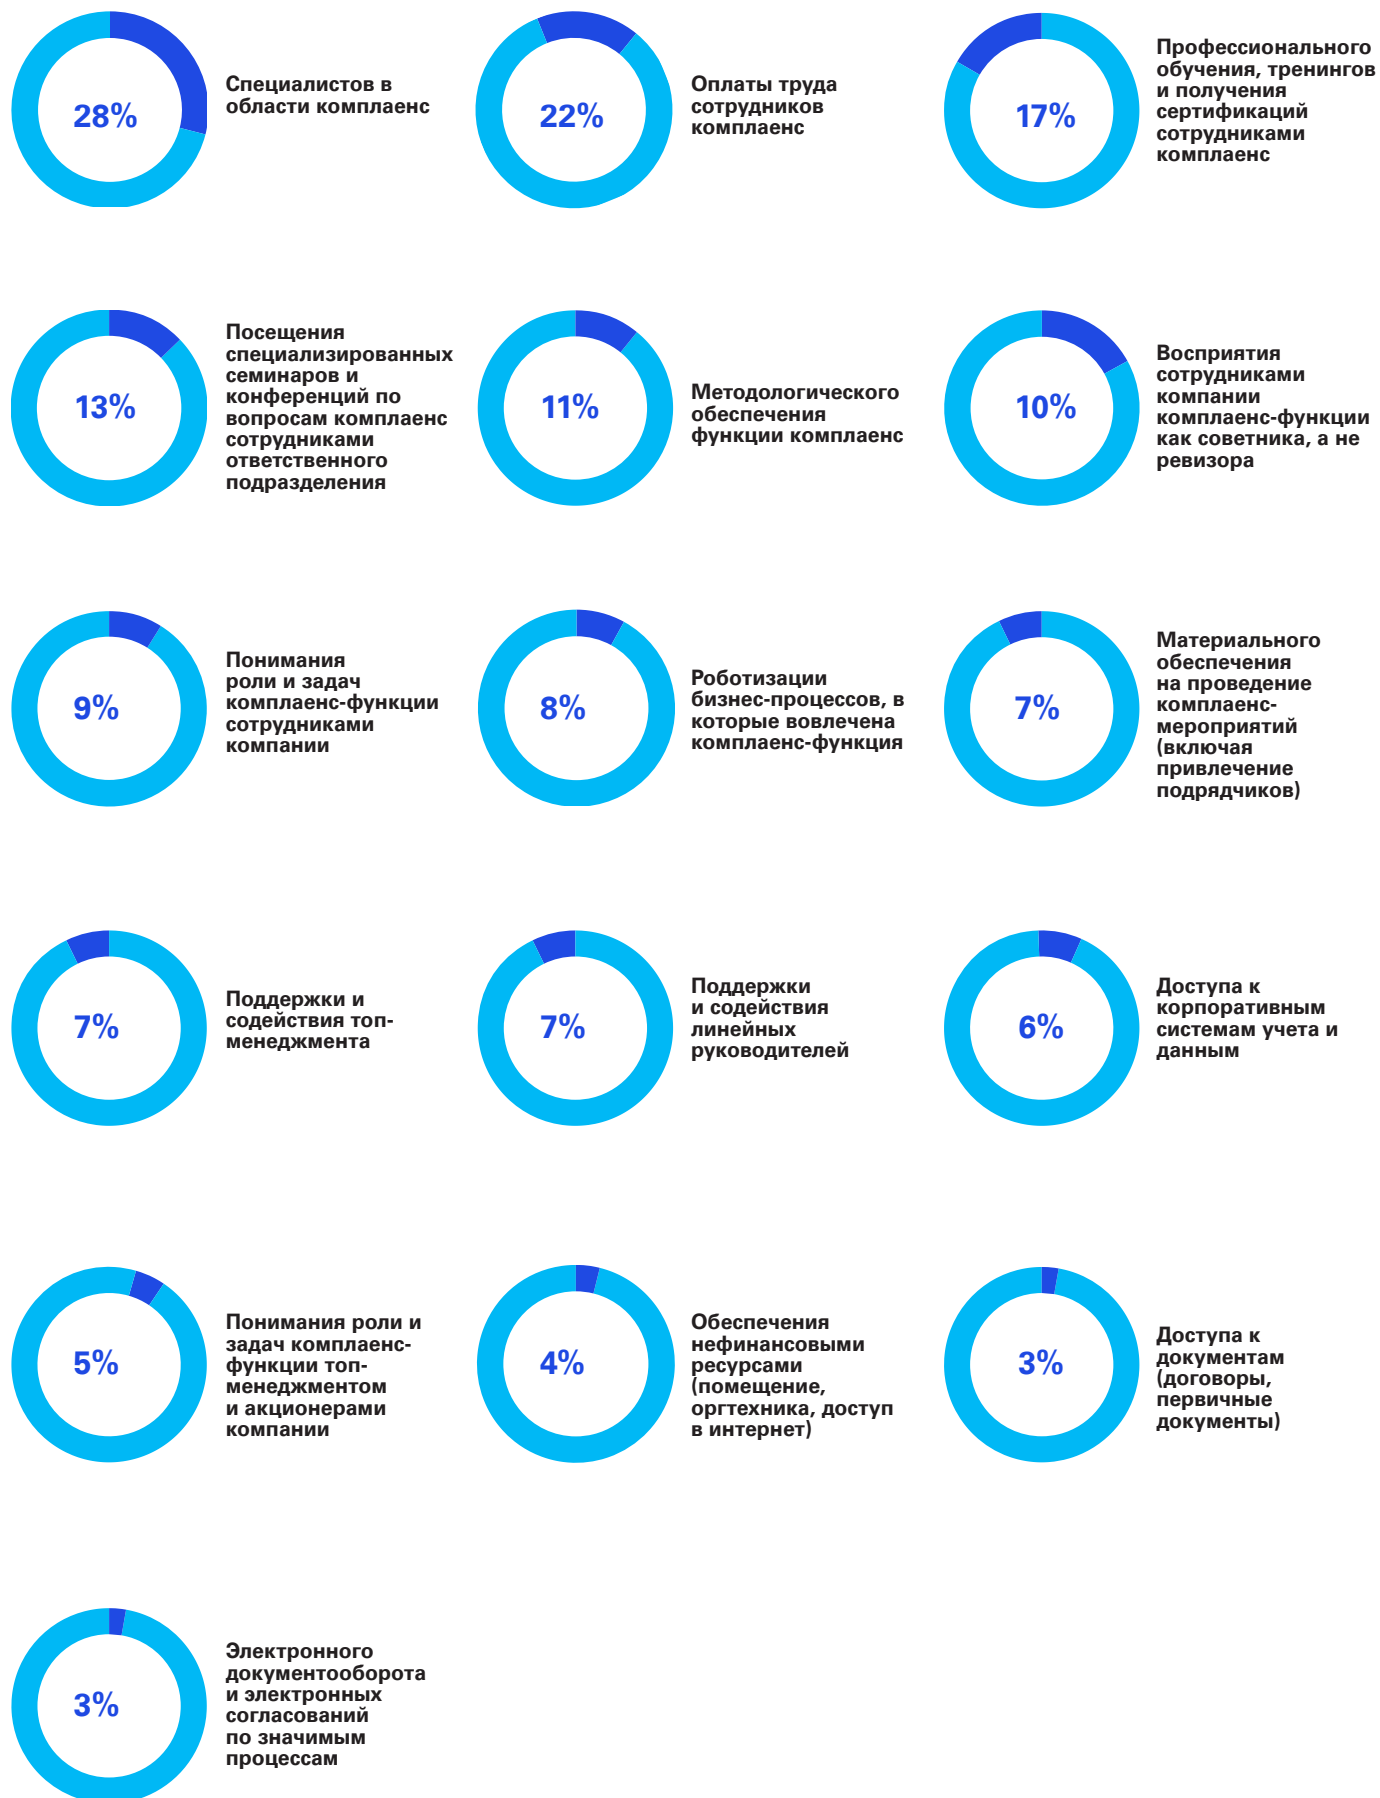 28%
Специалистов в
области комплаенс
22%
Оплаты труда
сотрудников
комплаенс
17%
Профессионального
обучения, тренингов
и получения
сертификаций
сотрудниками
комплаенс
13%
Посещения
специализированных
семинаров и
конференций по
вопросам комплаенс
сотрудниками
ответственного
подразделения
11%
Методологического
обеспечения
функции комплаенс
10%
Восприятия
сотрудниками
компании
комплаенс-функции
как советника, а не
ревизора
9%
Понимания
роли и задач
комплаенс-функции
сотрудниками
компании
8%
Роботизации
бизнес-процессов, в
которые вовлечена
комплаенс-функция
7%
Материального
обеспечения
на проведение
комплаенс-
мероприятий
(включая
привлечение
подрядчиков)
7%
Поддержки и
содействия топ-
менеджмента
7%
Поддержки
и содействия
линейных
руководителей
6%
Доступа к
корпоративным
системам учета и
данным
5%
Понимания роли и
задач комплаенс-
функции топ-
менеджментом
и акционерами
компании
4%
Обеспечения
нефинансовыми
ресурсами
(помещение,
оргтехника, доступ
в интернет)
3%
Доступа к
документам
(договоры,
первичные
документы)
3%
Электронного
документооборота
и электронных
согласований
по значимым
процессам